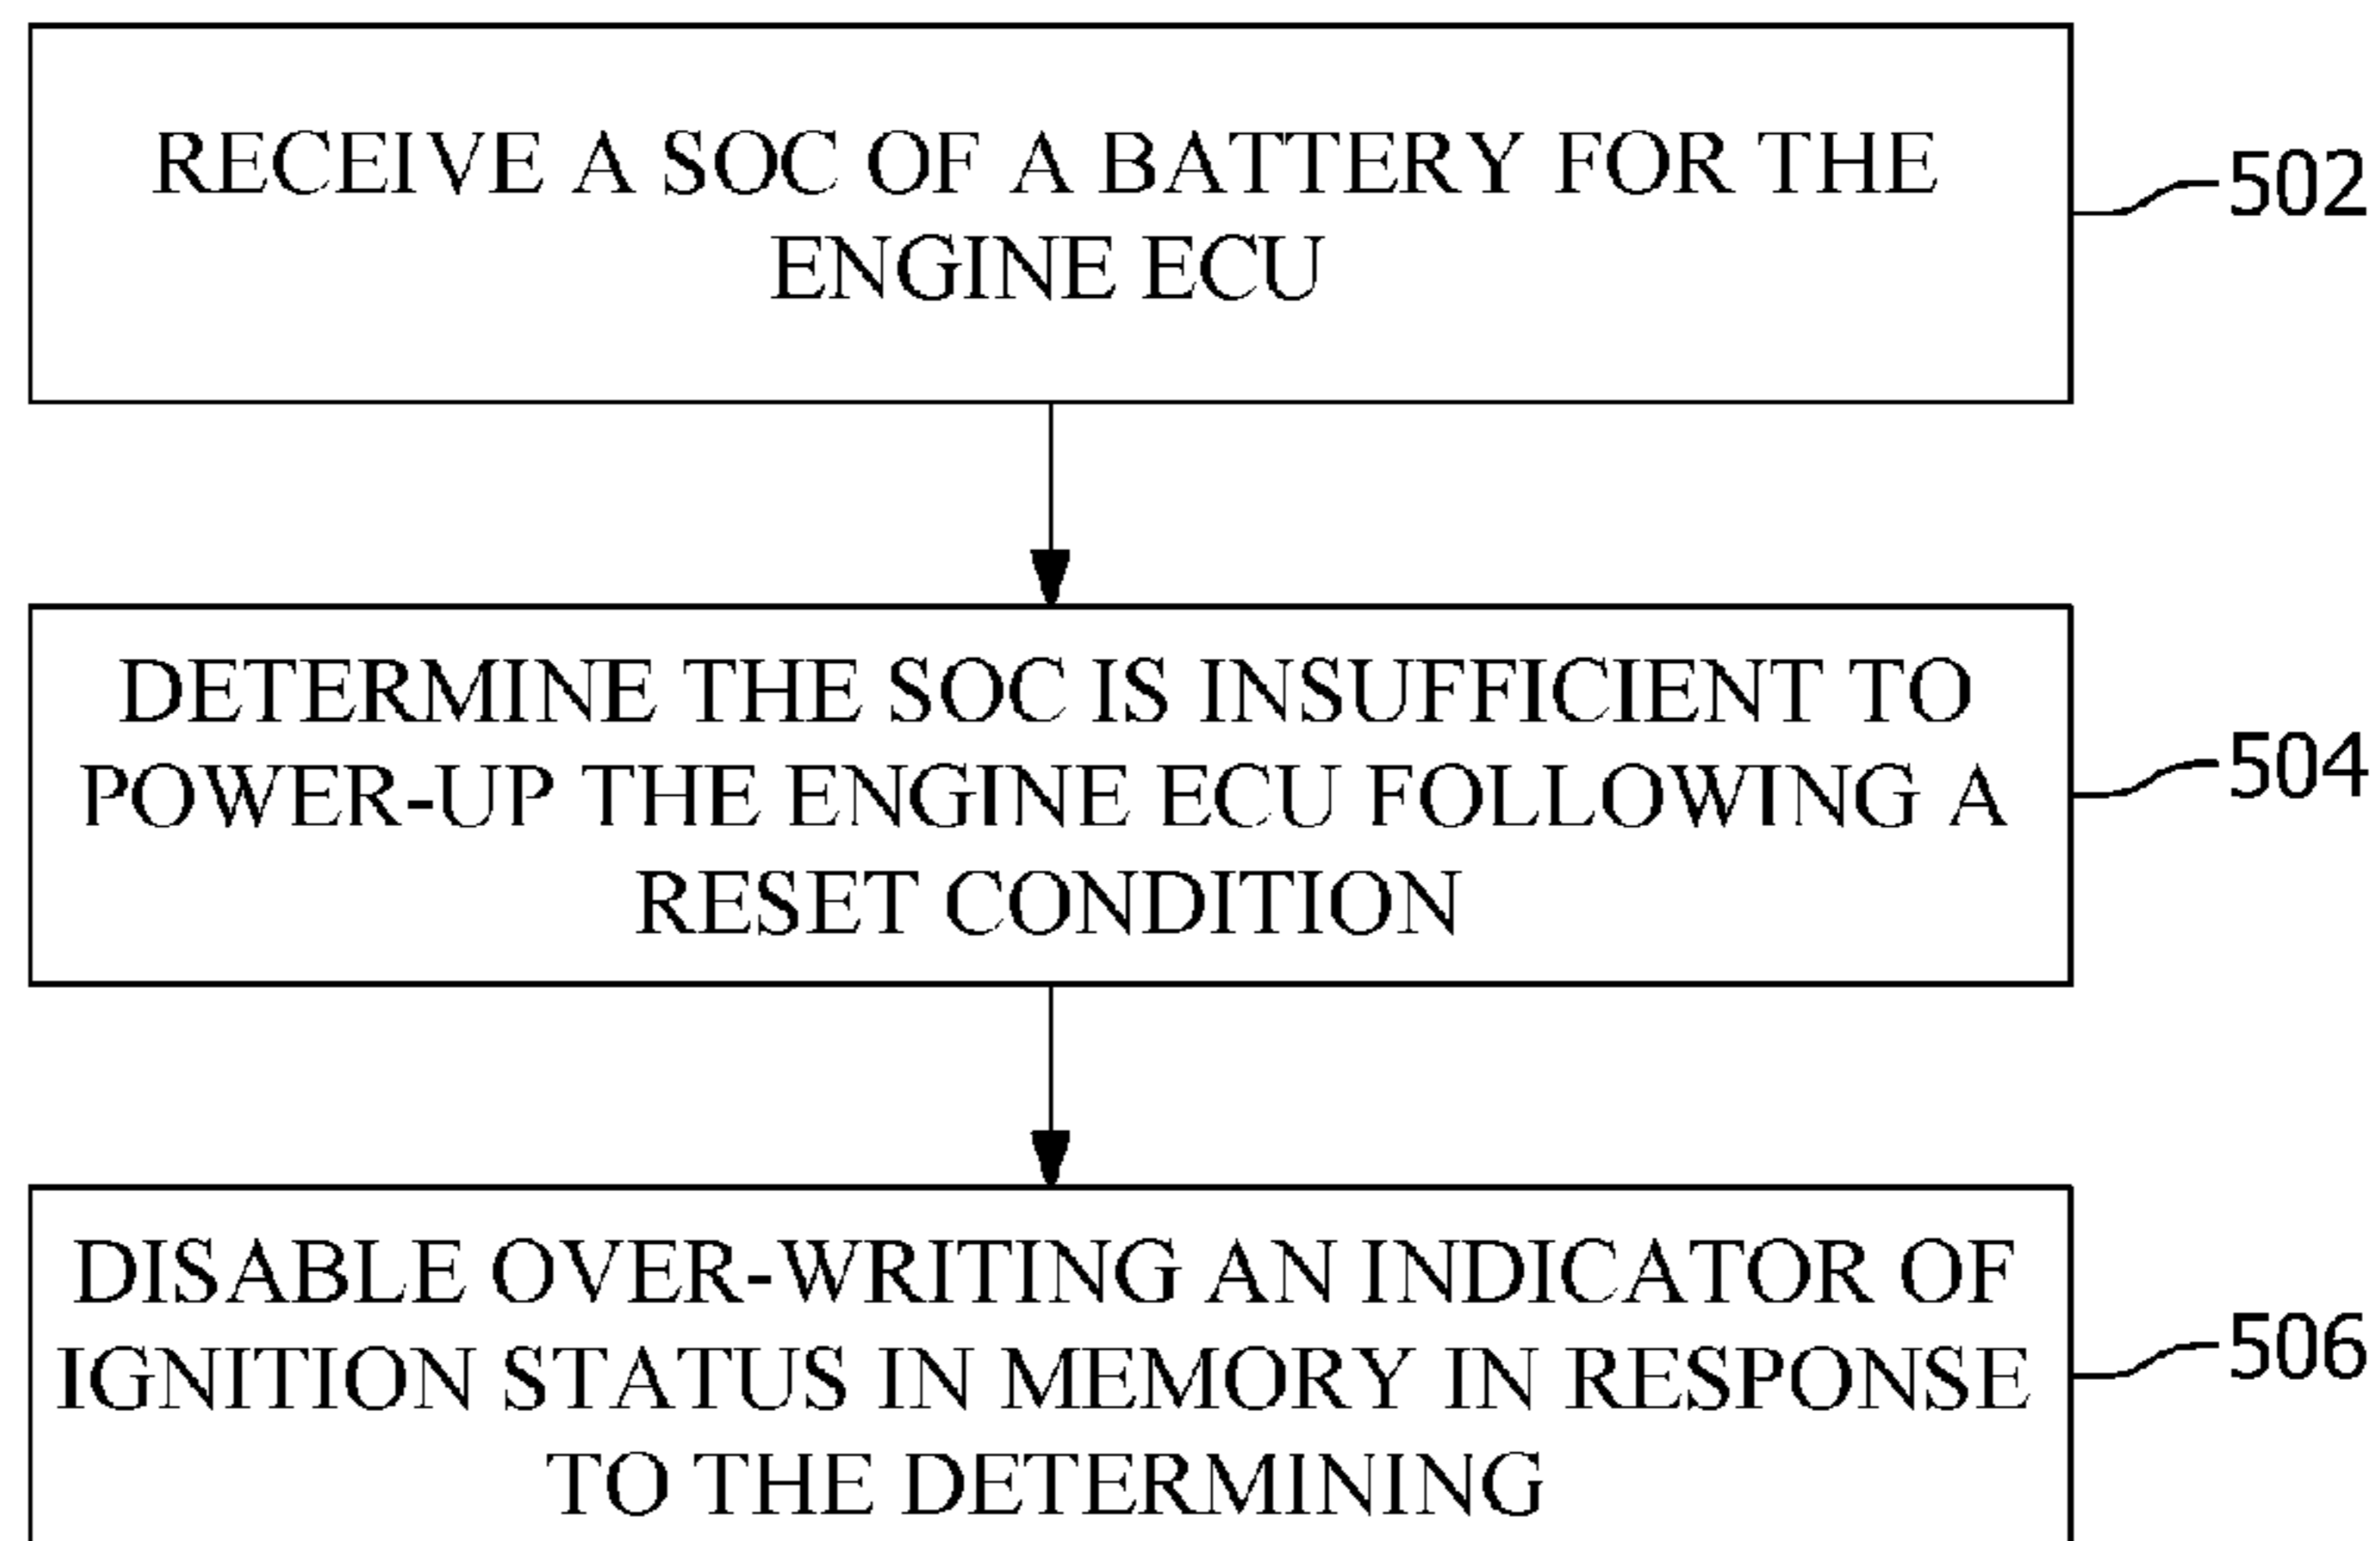 RECEIVE A SOC OF A BATTERY FOR THE
ENGINE ECU
502
DETERMINE THE SOC IS INSUFFICIENT TO
POWER-UP THE ENGINE ECU FOLLOWING A
RESET CONDITION
504
DISABLE OVER-WRITING AN INDICATOR OF
IGNITION STATUS IN MEMORY IN RESPONSE
TO THE DETERMINING
506